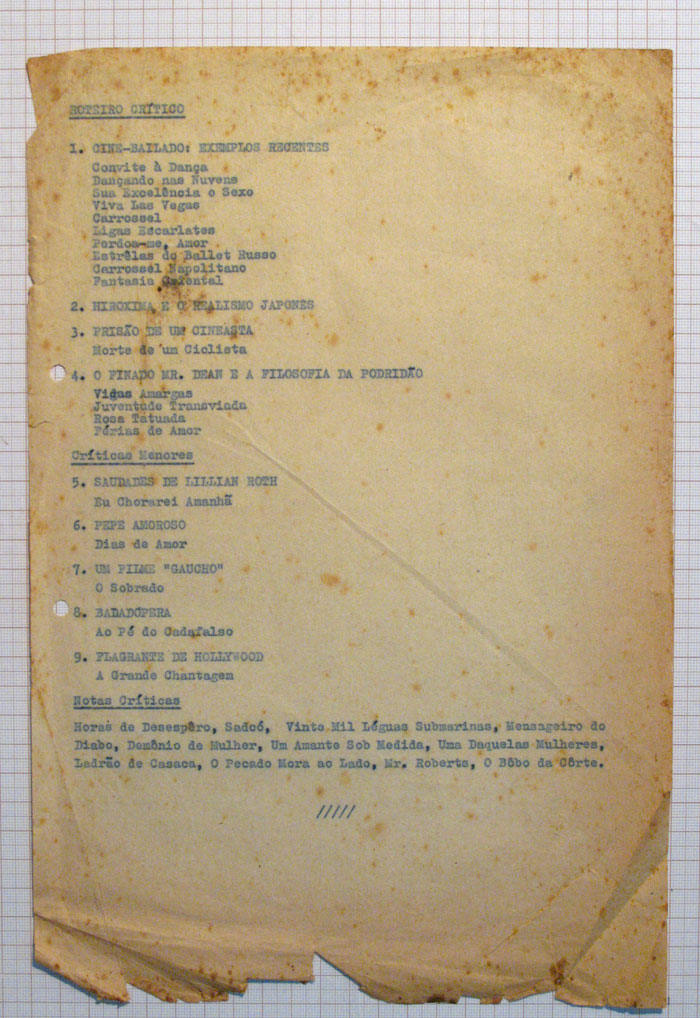 ROTEIRO CRÍTICO
1. CINE-BAILADO: EXEMPLOS RECENTES
Convite à Dança
Dançando nas Nuvens
Sua Excelência o Sexo
Viva Las Vegas
Carrossel
Ligas Escarlates
Perdoa-me, Amor
Estrêlas do Ballet Russo
Carrossel Napolitano
Fantasia Oriental
2. HIROXIMA E O REALISMO JAPONÊS
3. PRISÃO DE UM CINEASTA
Morte de um Ciclista
4. O FINADO MR. DEAN E A FILOSOFIA DA PODRIDÃO
Vidas Amargas
Juventude Transviada
Rosa Tatuada
Férias de Amor
Críticas Menores
5. SAUDADES DE LILLIAN ROTH
Eu Chorarei Amanhã
6. PEPE AMOROSO
Dias de Amor
7. UM FILME "GAUCHO"
O Sobrado
8. BALADÓPERA
Ao Pé do Cadafalso
9. FLAGRANTE DE HOLLYWOOD
A Grande Chantagem
Notas Críticas
Horas de Desespêro, Sadcó, Vinte Mil Léguas Submarinas, Mensageiro do
Diabo, Demônio de Mulher, Um Amante Sob Medida, Uma Daquelas Mulheres,
Ladrão de Casaca, O Pecado Mora ao Lado, Mr. Roberts, O Bôbo da Côrte.
/////